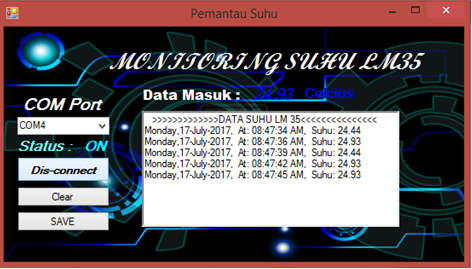 Pemantau Suhu
MONITORING SUHU LM35
COM Port
Data Masuk : 24.93 Celcius
COM4
Status : ON
Dis-connect
Clear
SAVE
>>>>>>>>>>>>>DATA SUHU LM 35<<<<<<<<<<<<<<<
Monday,17-July-2017, At: 08:47:34 AM, Suhu: 24.44
Monday,17-July-2017, At: 08:47:36 AM, Suhu: 24.93
Monday,17-July-2017, At: 08:47:39 AM, Suhu: 24.44
Monday,17-July-2017, At: 08:47:42 AM, Suhu: 24.93
Monday,17-July-2017, At: 08:47:45 AM, Suhu: 24.93